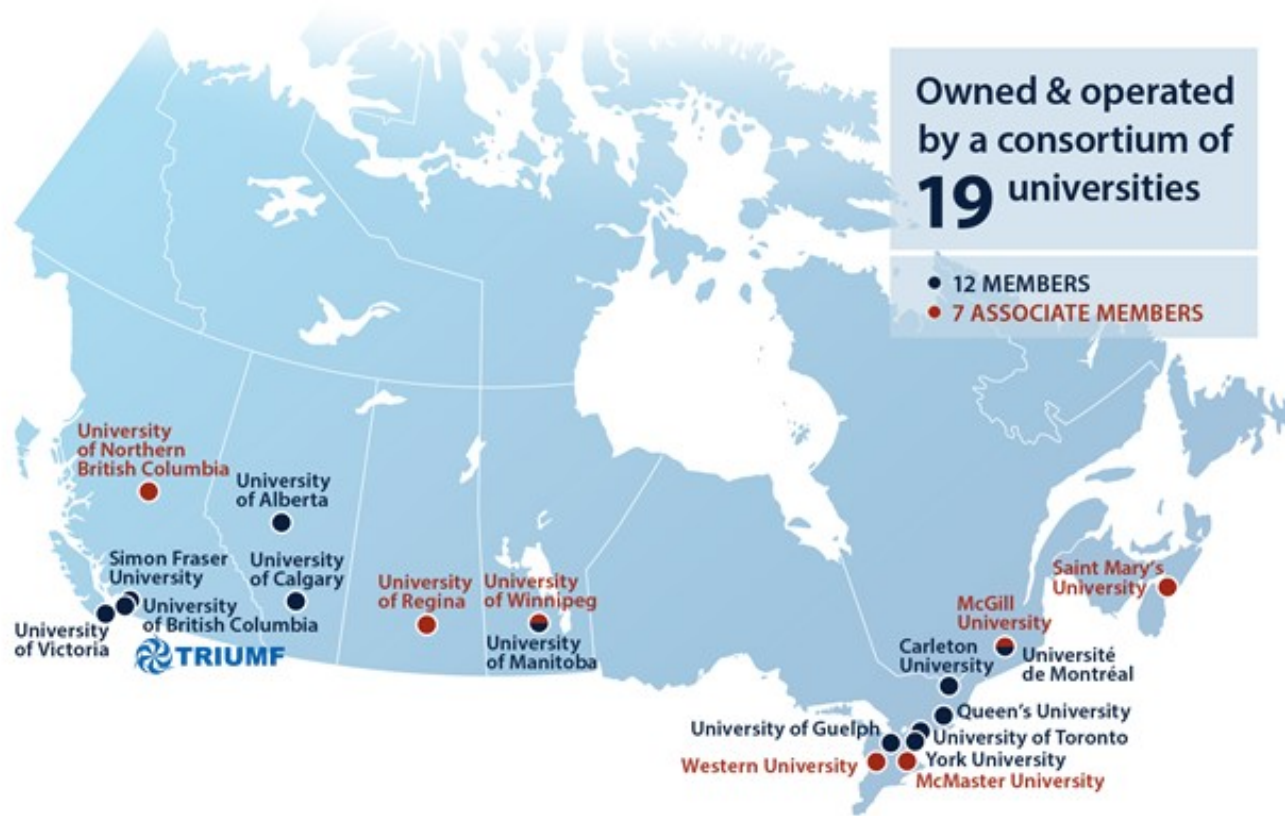 Owned & operated
by a consortium of
19 universities
12 MEMBERS
7 ASSOCIATE MEMBERS
University
of Northern
British Columbia
University
of Alberta
Simon Fraser
University
University
of Calgary
University
of British Columbia
University
of Victoria
TRIUMF
University
of Regina
University
of Winnipeg
University
of Manitoba
Saint Mary's
University
McGill
University
Université
de Montréal
Carleton
University
Queen's University
University of Guelph
University of Toronto
York University
Western University
McMaster University